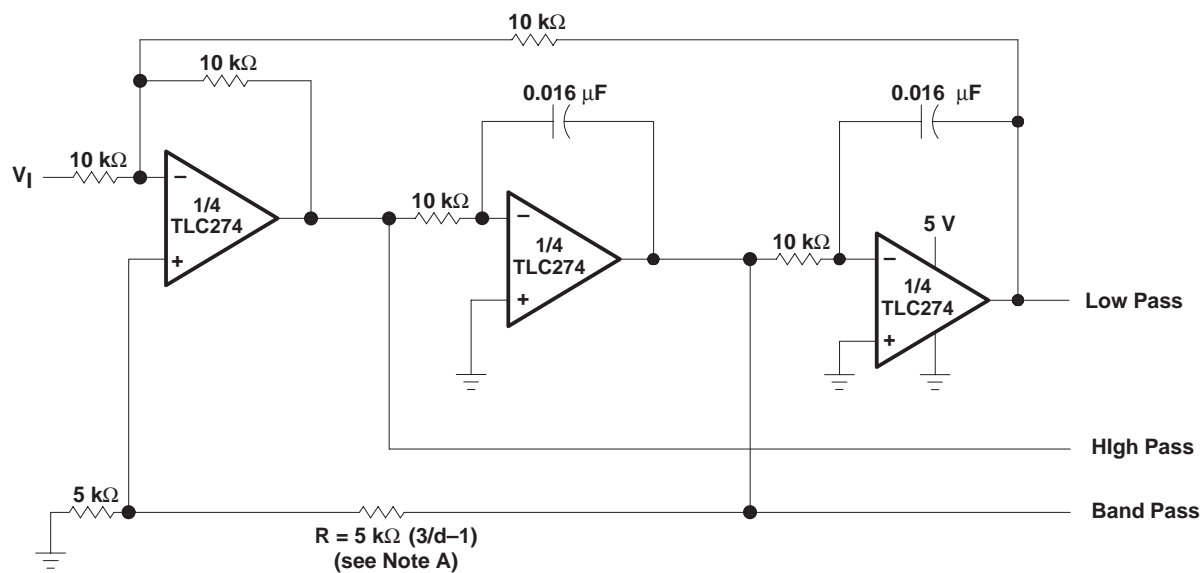 10 kΩ
10 kΩ
0.016 μF
0.016 μF
10 kΩ
VI
−
1/4
TLC274
+
10 kΩ
−
1/4
TLC274
+
5 V
10 kΩ
−
1/4
TLC274
+
Low Pass
HIgh Pass
5 kΩ
Band Pass
R = 5 kΩ (3/d–1)
(see Note A)